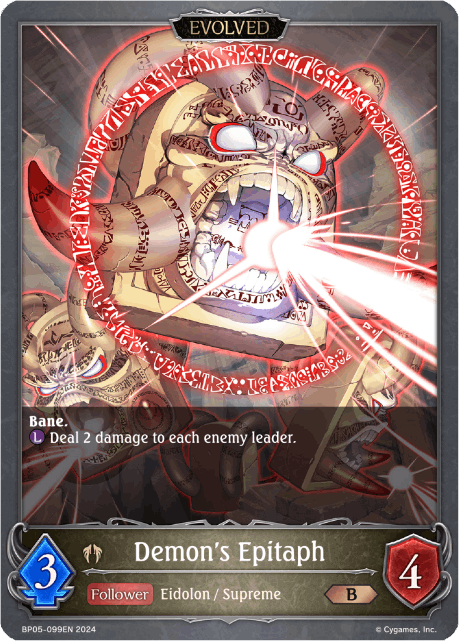 EVOLVED
Bane.
L Deal 2 damage to each enemy leader.
Demon's Epitaph
3
4
Follower Eidolon / Supreme
B
BP05-099EN 2024
© Cygames, Inc.